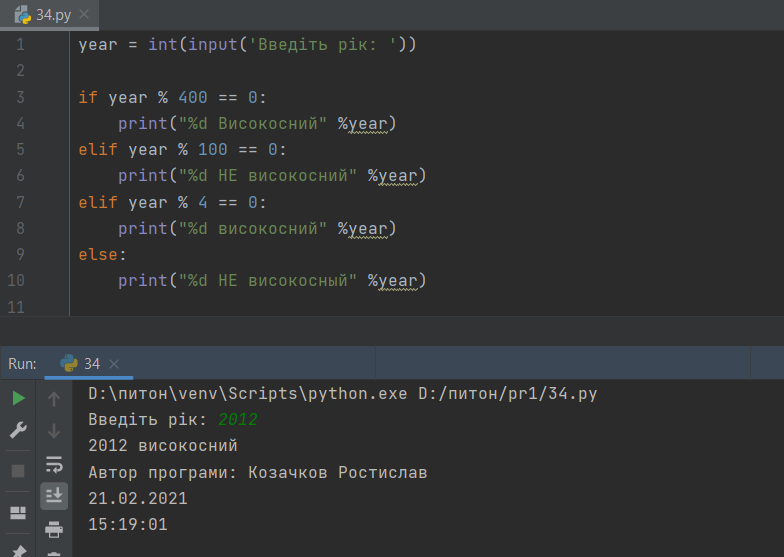 34.py
1 year = int(input('Введіть рік: '))
2
3 if year % 400 == 0:
4     print("%d Високосний" %year)
5 elif year % 100 == 0:
6     print("%d НЕ високосний" %year)
7 elif year % 4 == 0:
8     print("%d високосний" %year)
9 else:
10     print("%d НЕ високосный" %year)
11
Run: 34
D:\питон\venv\Scripts\python.exe D:/питон/pr1/34.py
Введіть рік: 2012
2012 високосний
Автор програми: Козачков Ростислав
21.02.2021
15:19:01